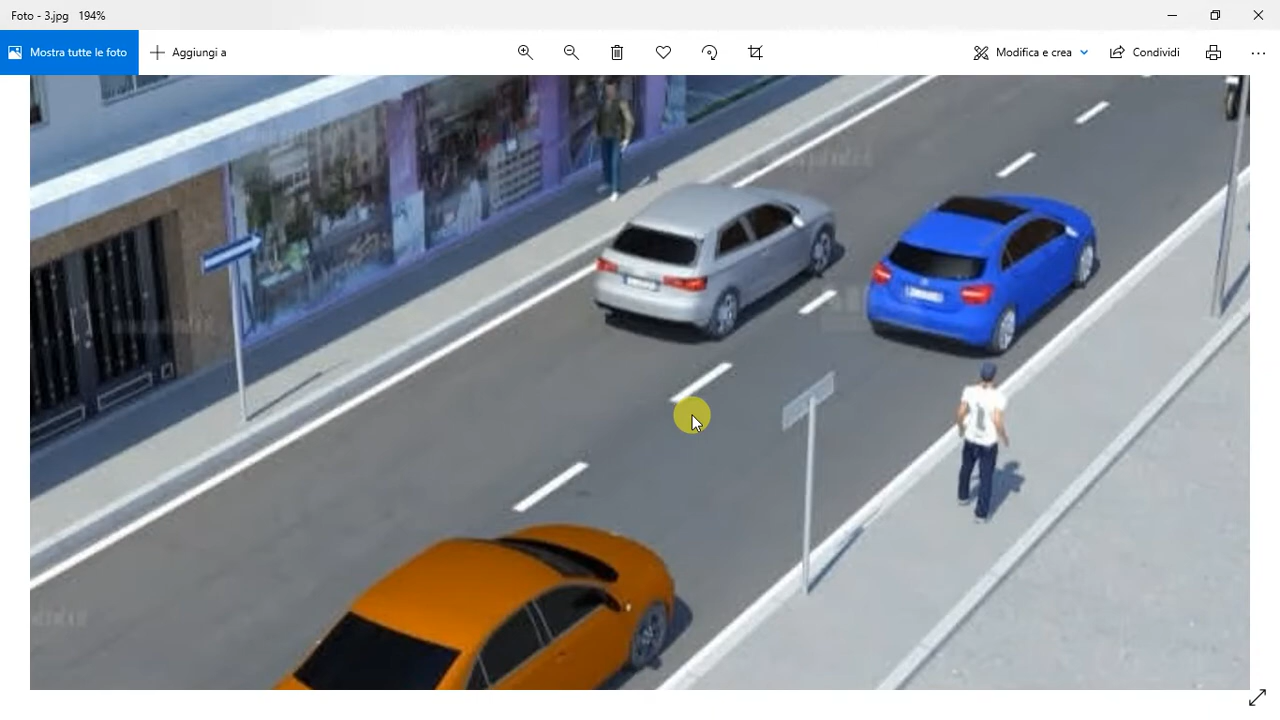 Foto - 3.jpg 194%
Mostra tutte le foto
Aggiungi a
Modifica e crea
Condividi